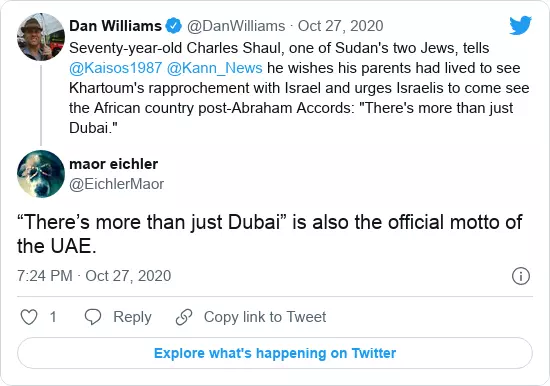 Dan Williams @DanWilliams · Oct 27, 2020
Seventy-year-old Charles Shaul, one of Sudan's two Jews, tells
@Kaisos1987 @Kann_News he wishes his parents had lived to see
Khartoum's rapprochement with Israel and urges Israelis to come see
the African country post-Abraham Accords: "There's more than just
Dubai."
maor eichler
@EichlerMaor
“There’s more than just Dubai” is also the official motto of
the UAE.
7:24 PM · Oct 27, 2020
1 Reply Copy link to Tweet
Explore what's happening on Twitter